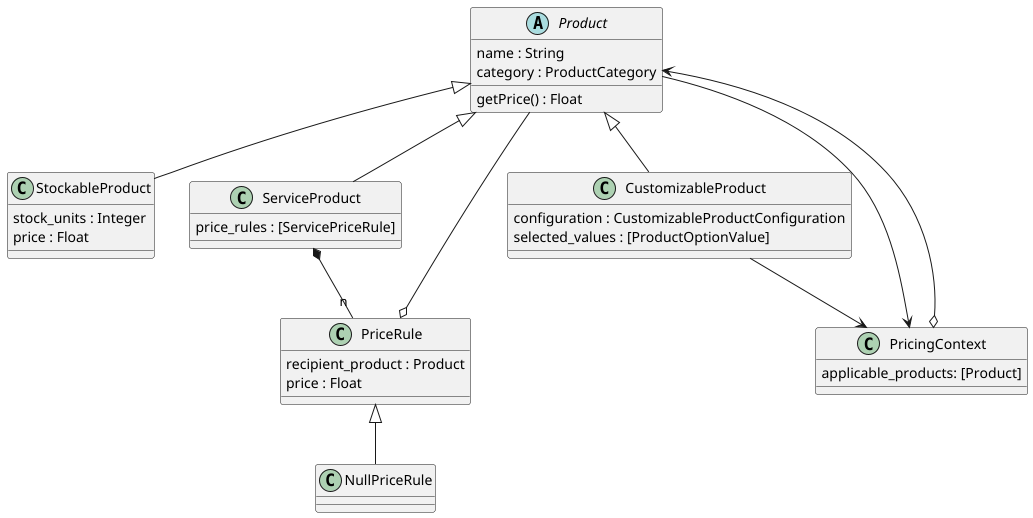 A Product
name : String
category : ProductCategory
getPrice() : Float
C StockableProduct
stock_units : Integer
price : Float
C ServiceProduct
price_rules : [ServicePriceRule]
C CustomizableProduct
configuration : CustomizableProductConfiguration
selected_values : [ProductOptionValue]
n
C PriceRule
recipient_product : Product
price : Float
C PricingContext
applicable_products: [Product]
C NullPriceRule